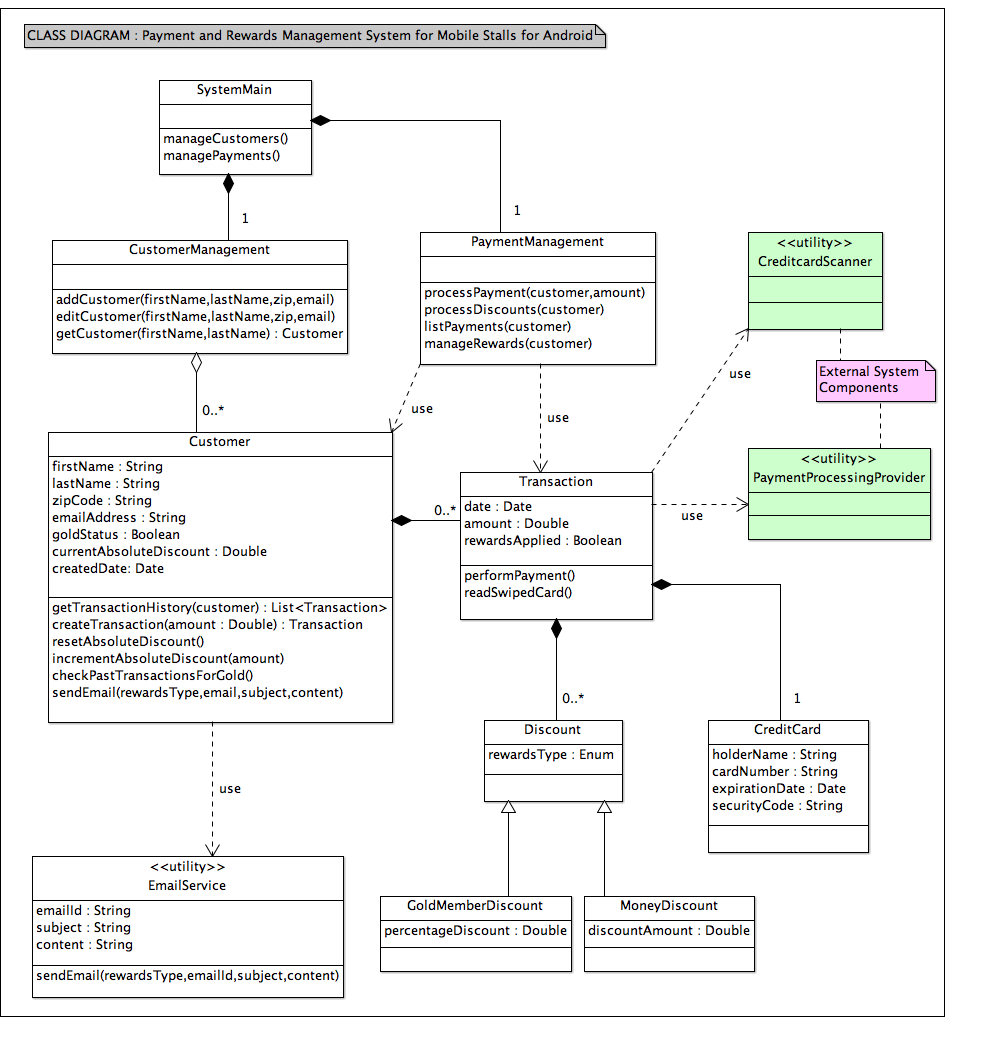 CLASS DIAGRAM : Payment and Rewards Management System for Mobile Stalls for Android
SystemMain
manageCustomers()
managePayments()
1
1
CustomerManagement
addCustomer(firstName,lastName,zip,email)
editCustomer(firstName,lastName,zip,email)
getCustomer(firstName,lastName) : Customer
PaymentManagement
processPayment(customer,amount)
processDiscounts(customer)
listPayments(customer)
manageRewards(customer)
<<utility>>
CreditcardScanner
External System
Components
use
use
use
0..*
Customer
firstName : String
lastName : String
zipCode : String
emailAddress : String
goldStatus : Boolean
currentAbsoluteDiscount : Double
createdDate: Date
getTransactionHistory(customer) : List<Transaction>
createTransaction(amount : Double) : Transaction
resetAbsoluteDiscount()
incrementAbsoluteDiscount(amount)
checkPastTransactionsForGold()
sendEmail(rewardsType,email,subject,content)
0..*
Transaction
date : Date
amount : Double
rewardsApplied : Boolean
performPayment()
readSwipedCard()
use
<<utility>>
PaymentProcessingProvider
0..*
1
Discount
rewardsType : Enum
CreditCard
holderName : String
cardNumber : String
expirationDate : Date
securityCode : String
use
<<utility>>
EmailService
emailId : String
subject : String
content : String
sendEmail(rewardsType,emailId,subject,content)
GoldMemberDiscount
percentageDiscount : Double
MoneyDiscount
discountAmount : Double